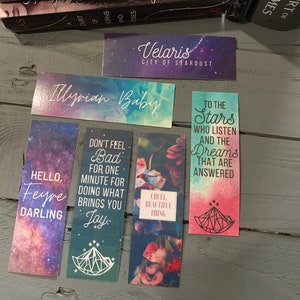 Velaris
CITY OF STARDUST
Illyrian Baby
TO THE
Stars
WHO LISTEN
AND THE
Dreams
THAT ARE
ANSWERED
HELLO,
Feyre
DARLING
DON'T FEEL
Bad
FOR ONE
MINUTE FOR
DOING WHAT
BRINGS YOU
Joy.
CRUEL,
BEAUTIFUL
THING